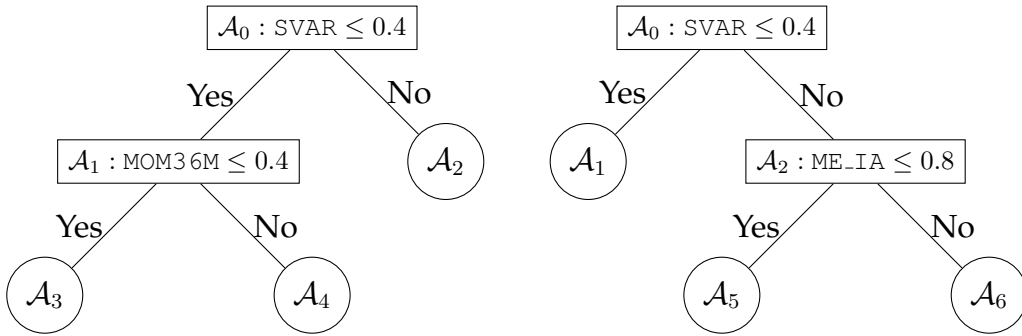 𝒜₀ : SVAR ≤ 0.4
Yes
No
𝒜₁ : MOM36M ≤ 0.4
𝒜₂
Yes
No
𝒜₃
𝒜₄
𝒜₀ : SVAR ≤ 0.4
Yes
No
𝒜₁
𝒜₂ : ME_IA ≤ 0.8
Yes
No
𝒜₅
𝒜₆